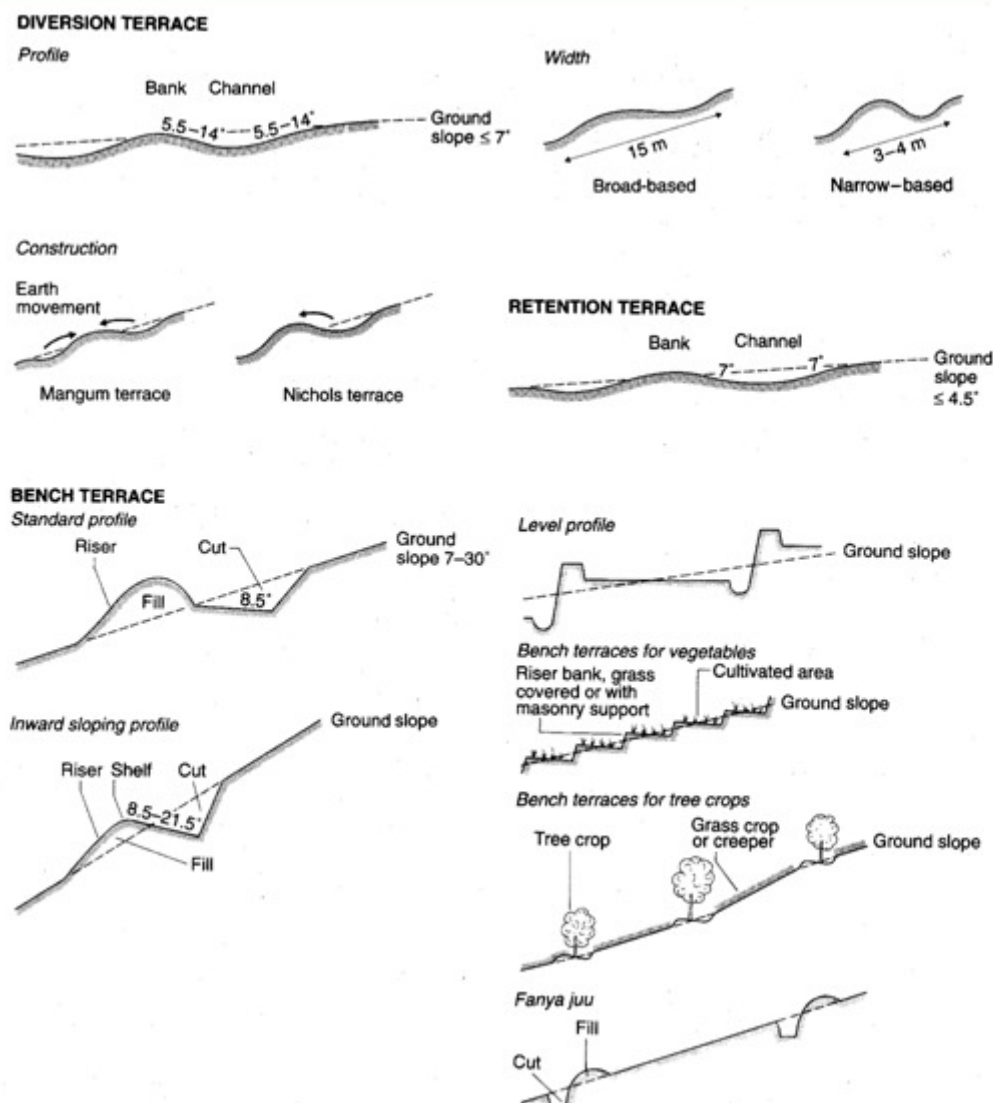 DIVERSION TERRACE
Profile
Bank Channel
5.5–14° 5.5–14°
Ground
slope ≤ 7°
Width
15 m
Broad-based
3–4 m
Narrow–based
Construction
Earth
movement
Mangum terrace
Nichols terrace
RETENTION TERRACE
Bank Channel
7° 7°
Ground
slope
≤ 4.5°
BENCH TERRACE
Standard profile
Riser
Cut
Fill
8.5°
Ground
slope 7–30°
Inward sloping profile
Ground slope
Riser Shelf Cut
8.5–21.5°
Fill
Level profile
Ground slope
Bench terraces for vegetables
Riser bank, grass
covered or with
masonry support
Cultivated area
Ground slope
Bench terraces for tree crops
Tree crop
Grass crop
or creeper
Ground slope
Fanya juu
Fill
Cut